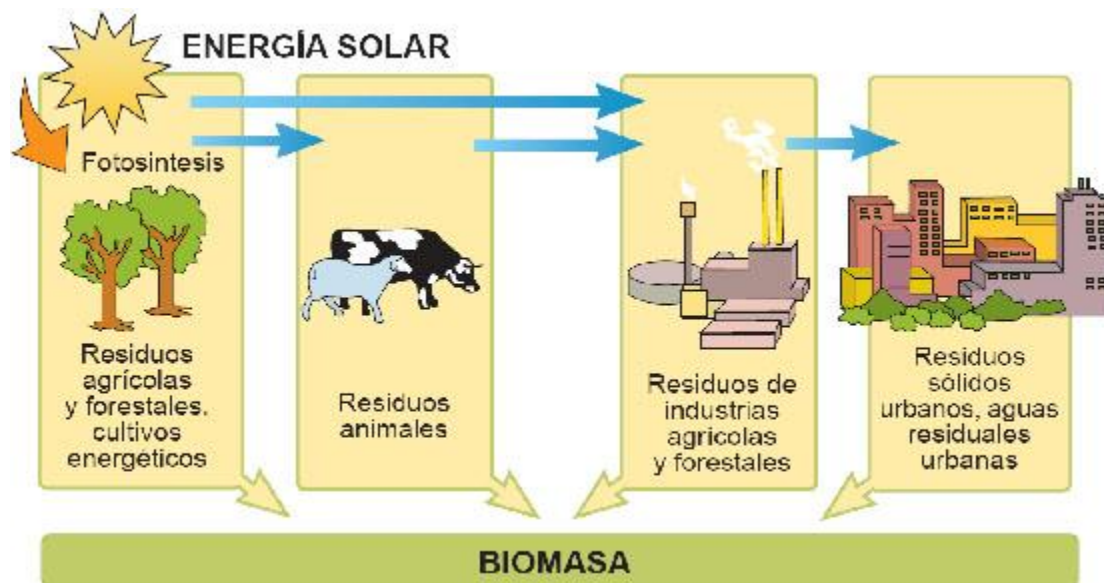 ENERGÍA SOLAR
Fotosintesis
Residuos
agrícolas
y forestales.
cultivos
energéticos
Residuos
animales
Residuos de
industrias
agrícolas
y forestales
Residuos
sólidos
urbanos, aguas
residuales
urbanas
BIOMASA